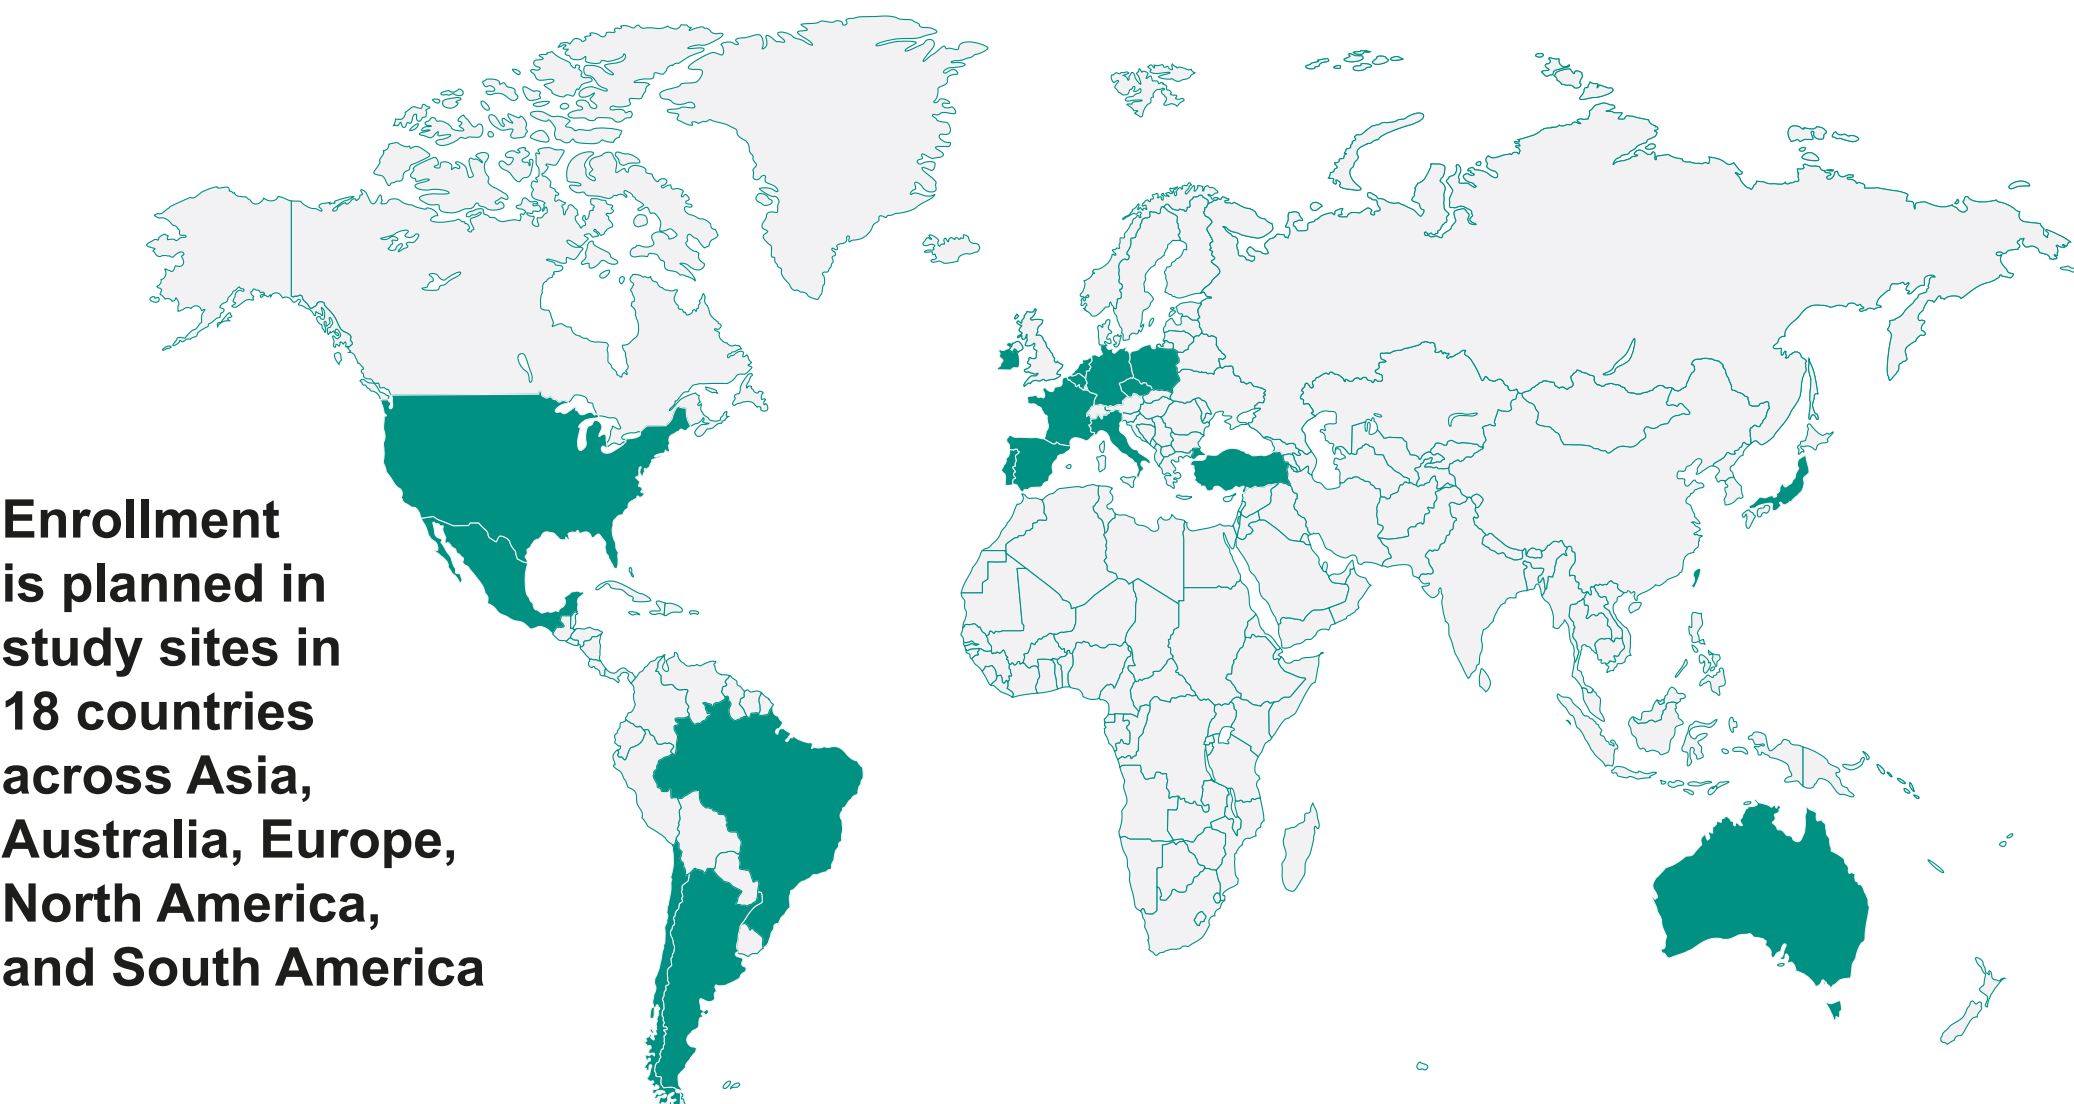 Enrollment
is planned in
study sites in
18 countries
across Asia,
Australia, Europe,
North America,
and South America